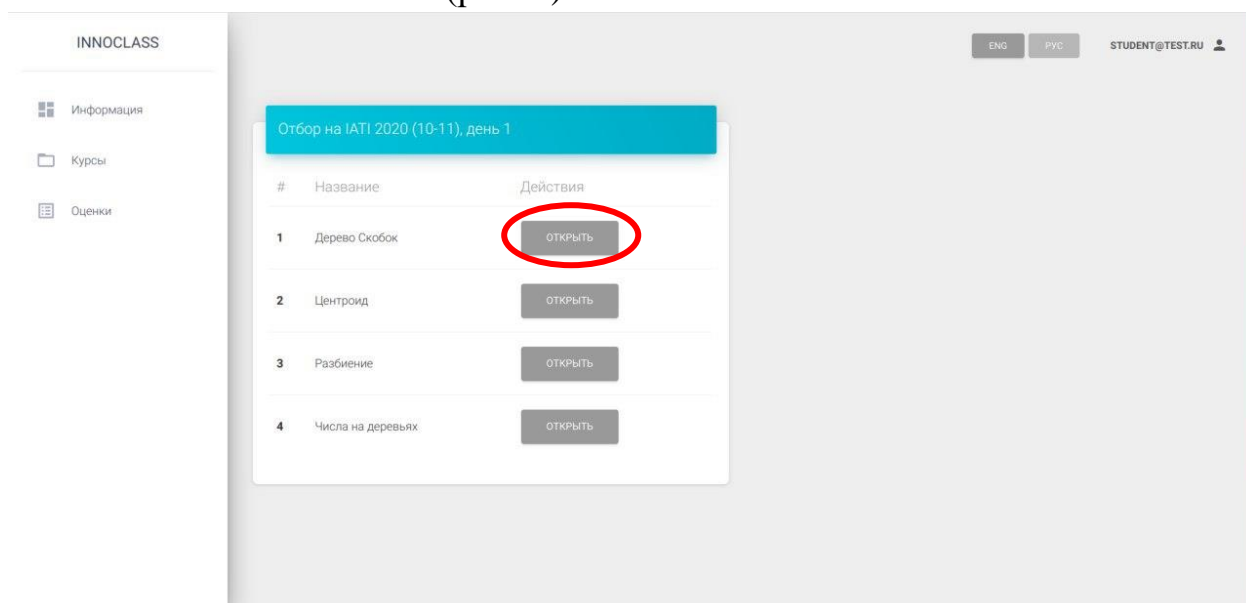 INNOCLASS
ENG РУС STUDENT@TEST.RU
Информация
Курсы
Оценки
Отбор на IATI 2020 (10-11), день 1
# Название Действия
1 Дерево Скобок ОТКРЫТЬ
2 Центроид ОТКРЫТЬ
3 Разбиение ОТКРЫТЬ
4 Числа на деревьях ОТКРЫТЬ